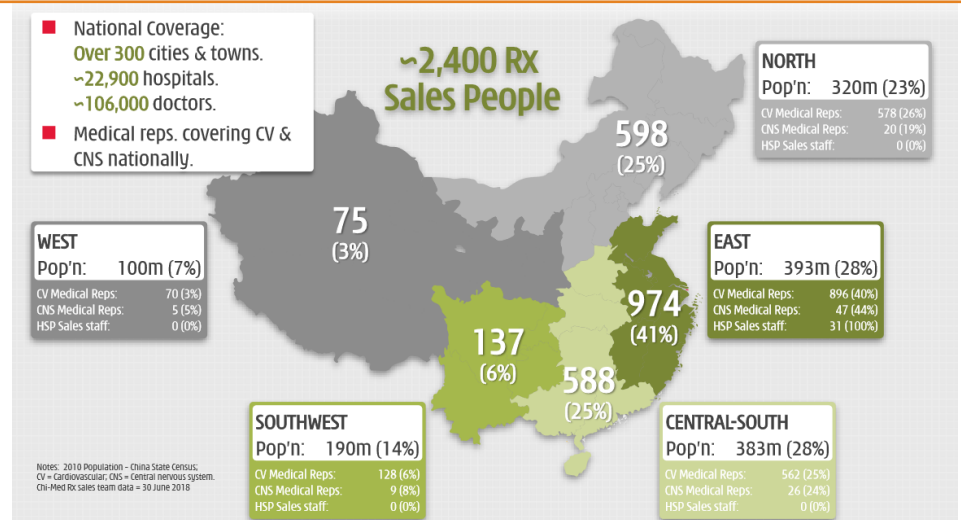 National Coverage:
Over 300 cities & towns.
~22,900 hospitals.
~106,000 doctors.
Medical reps. covering CV &
CNS nationally.
~2,400 Rx
Sales People
NORTH
Pop'n: 320m (23%)
CV Medical Reps: 578 (26%)
CNS Medical Reps: 20 (19%)
HSP Sales staff: 0 (0%)
598
(25%)
75
(3%)
WEST
Pop'n: 100m (7%)
CV Medical Reps: 70 (3%)
CNS Medical Reps: 5 (5%)
HSP Sales staff: 0 (0%)
EAST
Pop'n: 393m (28%)
CV Medical Reps: 896 (40%)
CNS Medical Reps: 47 (44%)
HSP Sales staff: 31 (100%)
974
(41%)
137
(6%)
588
(25%)
SOUTHWEST
Pop'n: 190m (14%)
CV Medical Reps: 128 (6%)
CNS Medical Reps: 9 (8%)
HSP Sales staff: 0 (0%)
CENTRAL-SOUTH
Pop'n: 383m (28%)
CV Medical Reps: 562 (25%)
CNS Medical Reps: 26 (24%)
HSP Sales staff: 0 (0%)
Notes: 2010 Population – China State Census;
CV = Cardiovascular; CNS = Central nervous system.
Chi-Med Rx sales team data = 30 June 2018